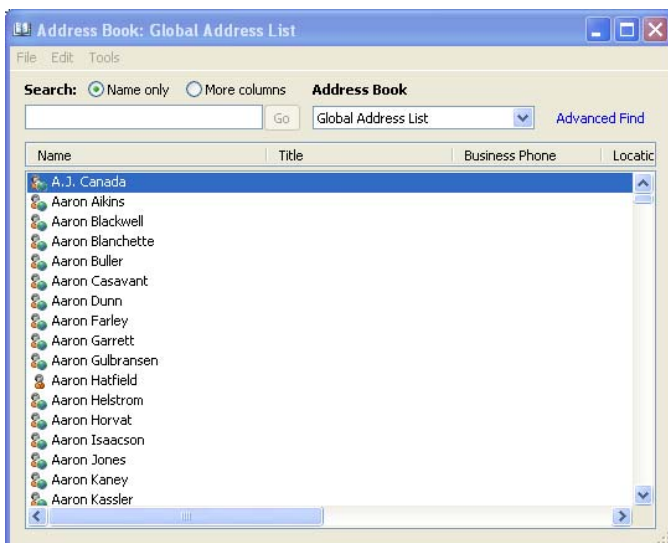 Address Book: Global Address List
File Edit Tools
Search: Name only More columns Address Book
Go Global Address List Advanced Find
Name Title Business Phone Locatic
A.J. Canada
Aaron Aikins
Aaron Blackwell
Aaron Blanchette
Aaron Buller
Aaron Casavant
Aaron Dunn
Aaron Farley
Aaron Garrett
Aaron Gulbransen
Aaron Hatfield
Aaron Helstrom
Aaron Horvat
Aaron Isaacson
Aaron Jones
Aaron Kaney
Aaron Kassler